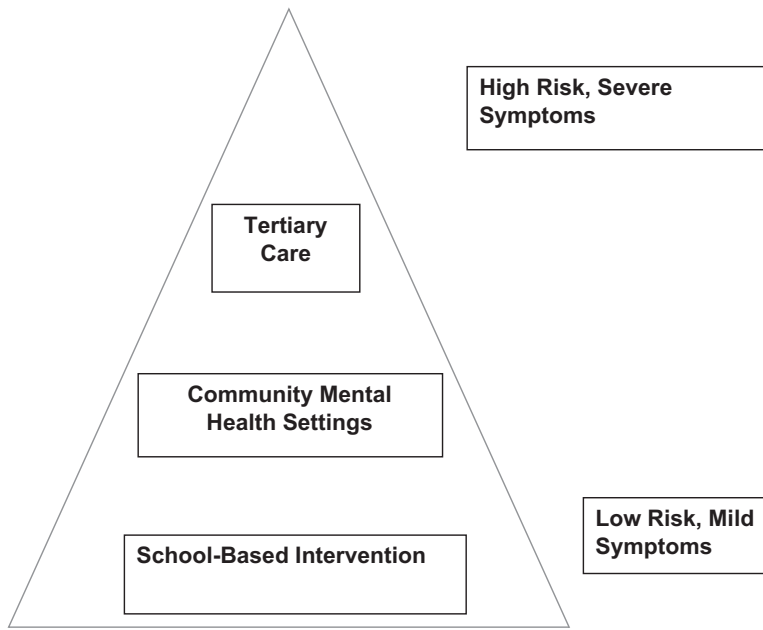 High Risk, Severe
Symptoms
Tertiary
Care
Community Mental
Health Settings
Low Risk, Mild
Symptoms
School-Based Intervention